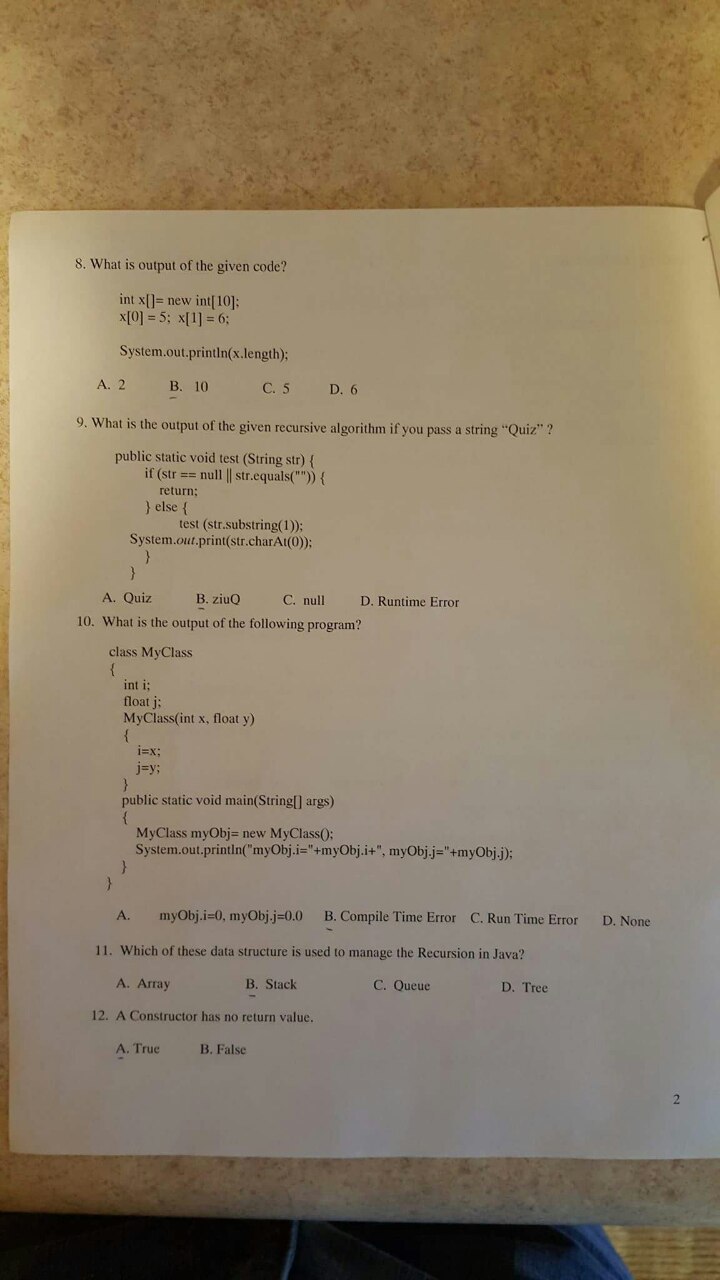 8. What is output of the given code?
int x[]= new int[10];
x[0] = 5; x[1] = 6;
System.out.println(x.length);
A. 2 B. 10 C. 5 D. 6
9. What is the output of the given recursive algorithm if you pass a string “Quiz” ?
public static void test (String str) {
if (str == null || str.equals("")) {
return;
} else {
test (str.substring(1));
System.out.print(str.charAt(0));
}
}
A. Quiz B. ziuQ C. null D. Runtime Error
10. What is the output of the following program?
class MyClass
{
int i;
float j;
MyClass(int x, float y)
{
i=x;
j=y;
}
public static void main(String[] args)
{
MyClass myObj= new MyClass();
System.out.println("myObj.i="+myObj.i+", myObj.j="+myObj.j);
}
}
A. myObj.i=0, myObj.j=0.0 B. Compile Time Error C. Run Time Error D. None
11. Which of these data structure is used to manage the Recursion in Java?
A. Array B. Stack C. Queue D. Tree
12. A Constructor has no return value.
A. True B. False
2